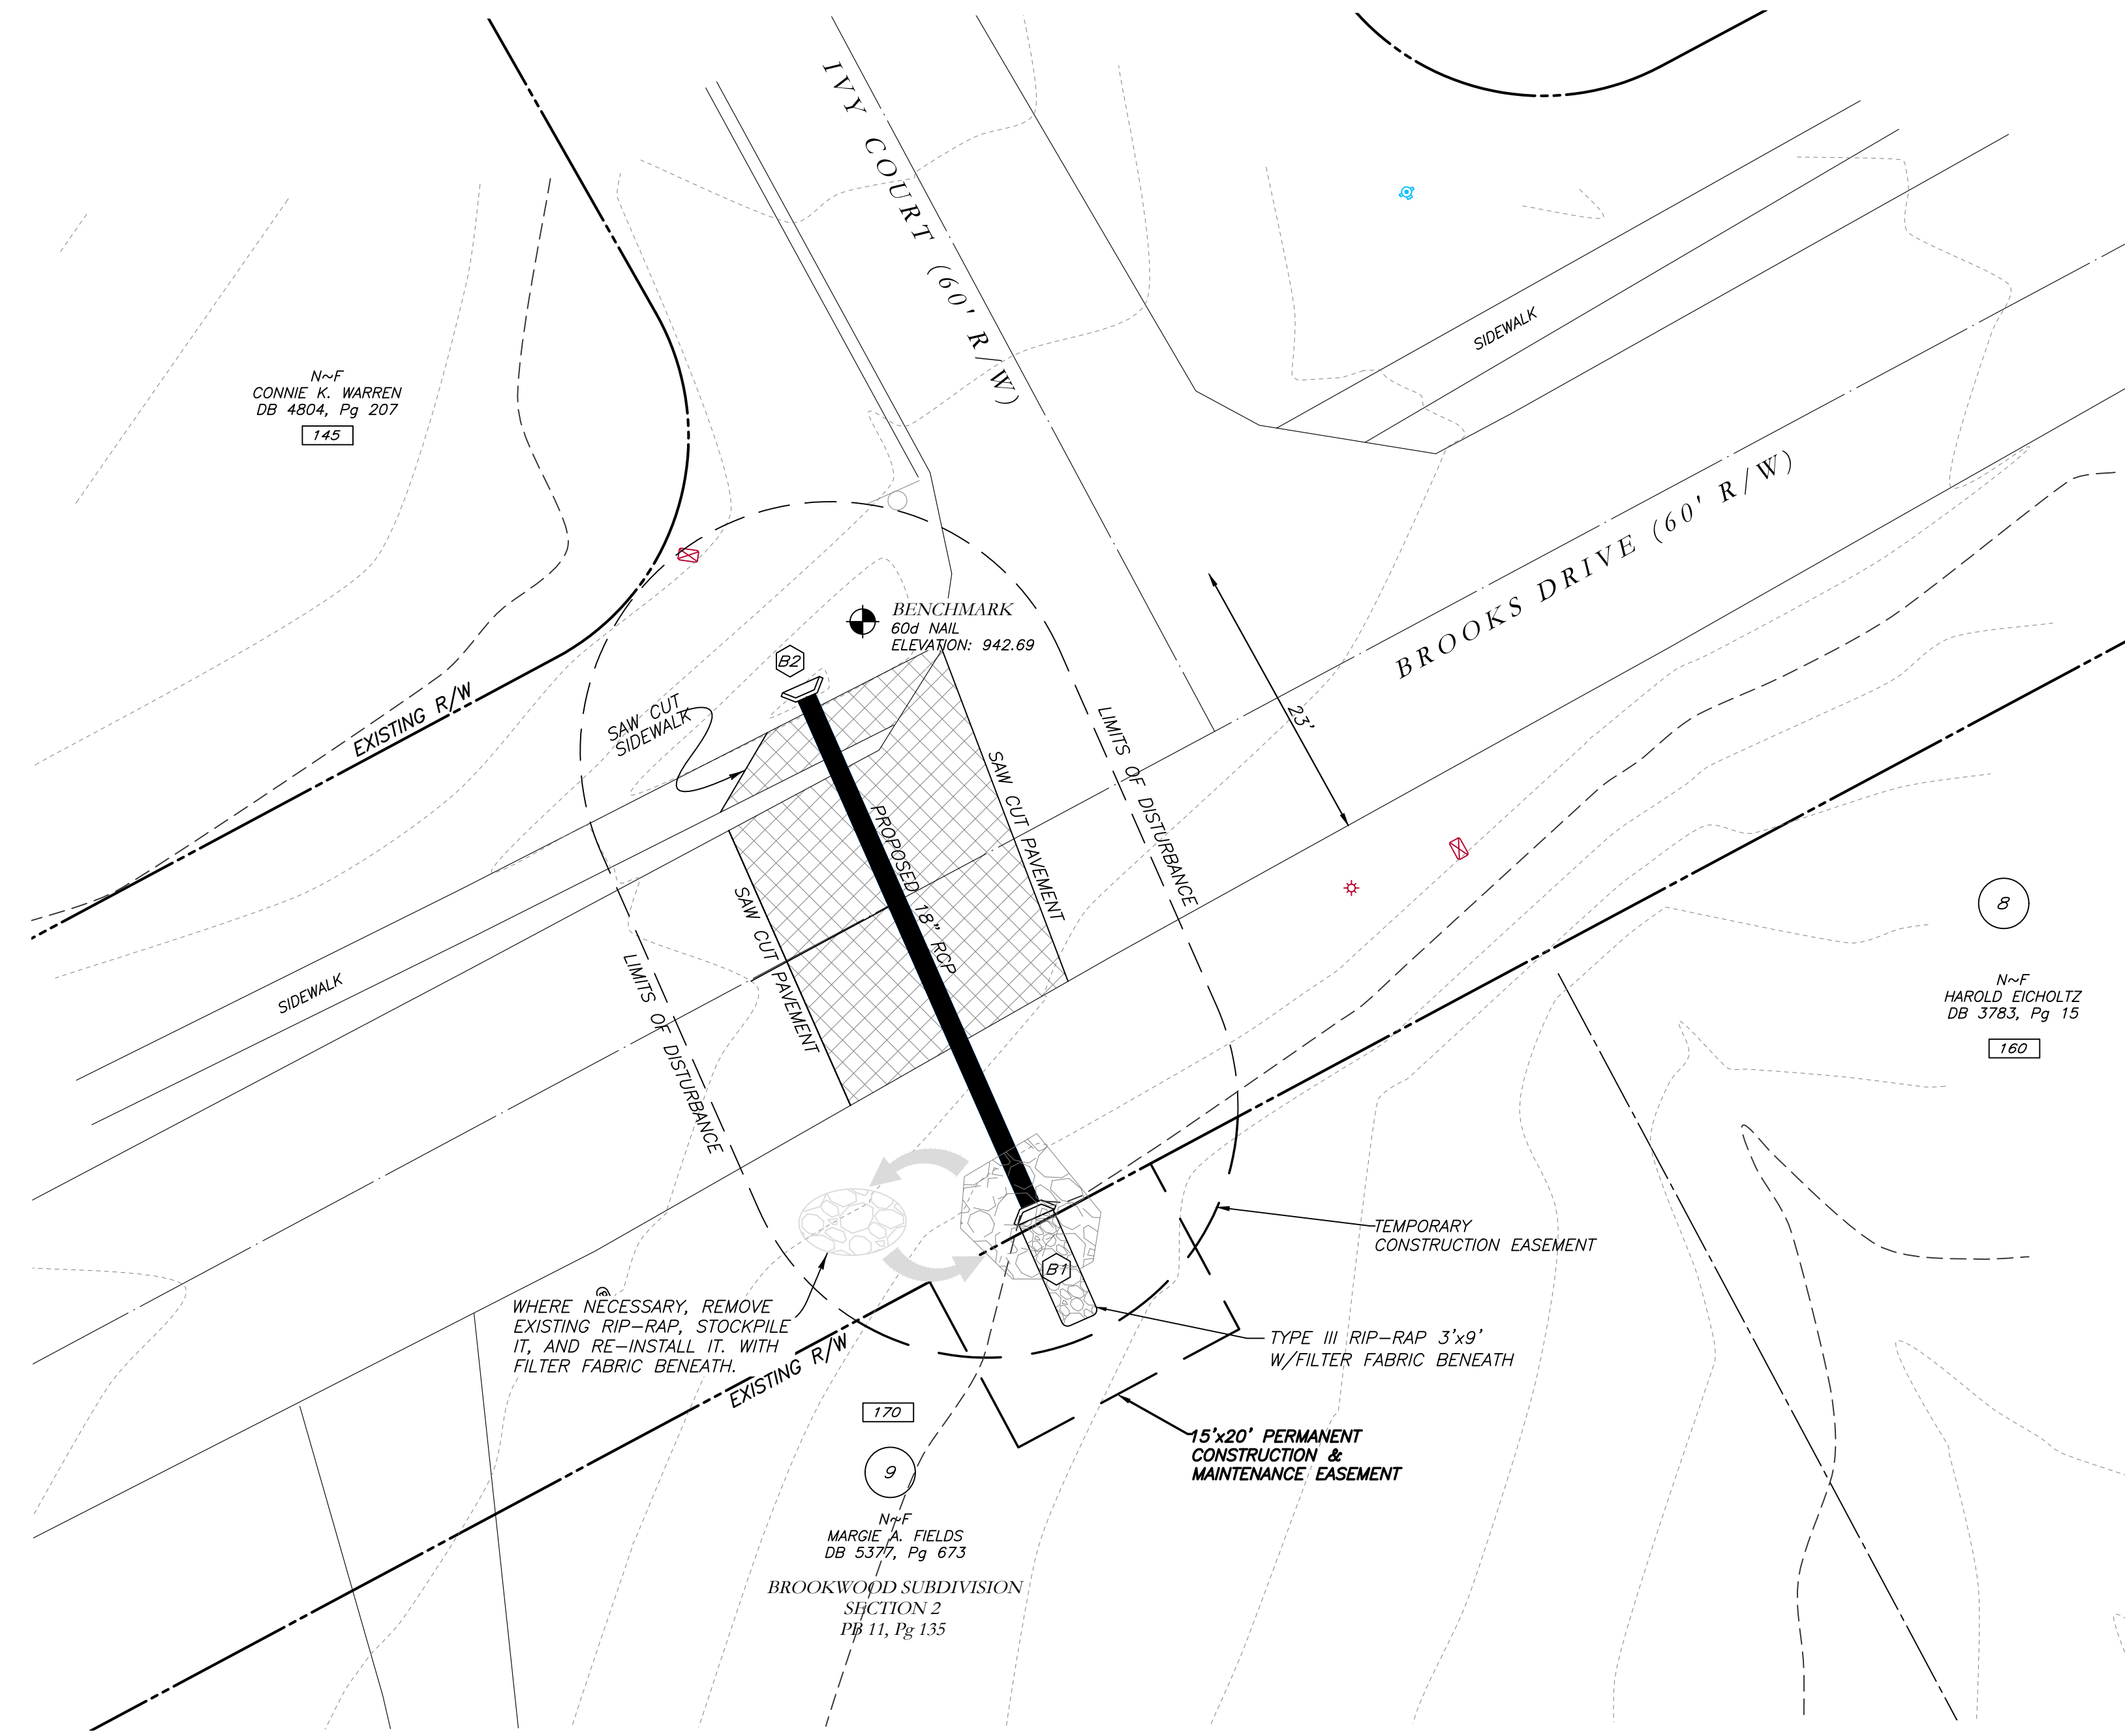 IVY COURT (60' R/W)
SIDEWALK
N~F
CONNIE K. WARREN
DB 4804, Pg 207
145
BROOKS DRIVE (60' R/W)
BENCHMARK
60d NAIL
ELEVATION: 942.69
B2
EXISTING R/W
SAW CUT
SIDEWALK
23'
LIMITS OF DISTURBANCE
SAW CUT PAVEMENT
PROPOSED 18" RCP
SAW CUT PAVEMENT
LIMITS OF DISTURBANCE
SIDEWALK
8
N~F
HAROLD EICHOLTZ
DB 3783, Pg 15
160
TEMPORARY
CONSTRUCTION EASEMENT
B1
WHERE NECESSARY, REMOVE
EXISTING RIP-RAP, STOCKPILE
IT, AND RE-INSTALL IT. WITH
FILTER FABRIC BENEATH.
TYPE III RIP-RAP 3'x9'
W/FILTER FABRIC BENEATH
EXISTING R/W
170
15'x20' PERMANENT
CONSTRUCTION &
MAINTENANCE EASEMENT
9
N~F
MARGIE A. FIELDS
DB 5377, Pg 673
BROOKWOOD SUBDIVISION
SECTION 2
PB 11, Pg 135